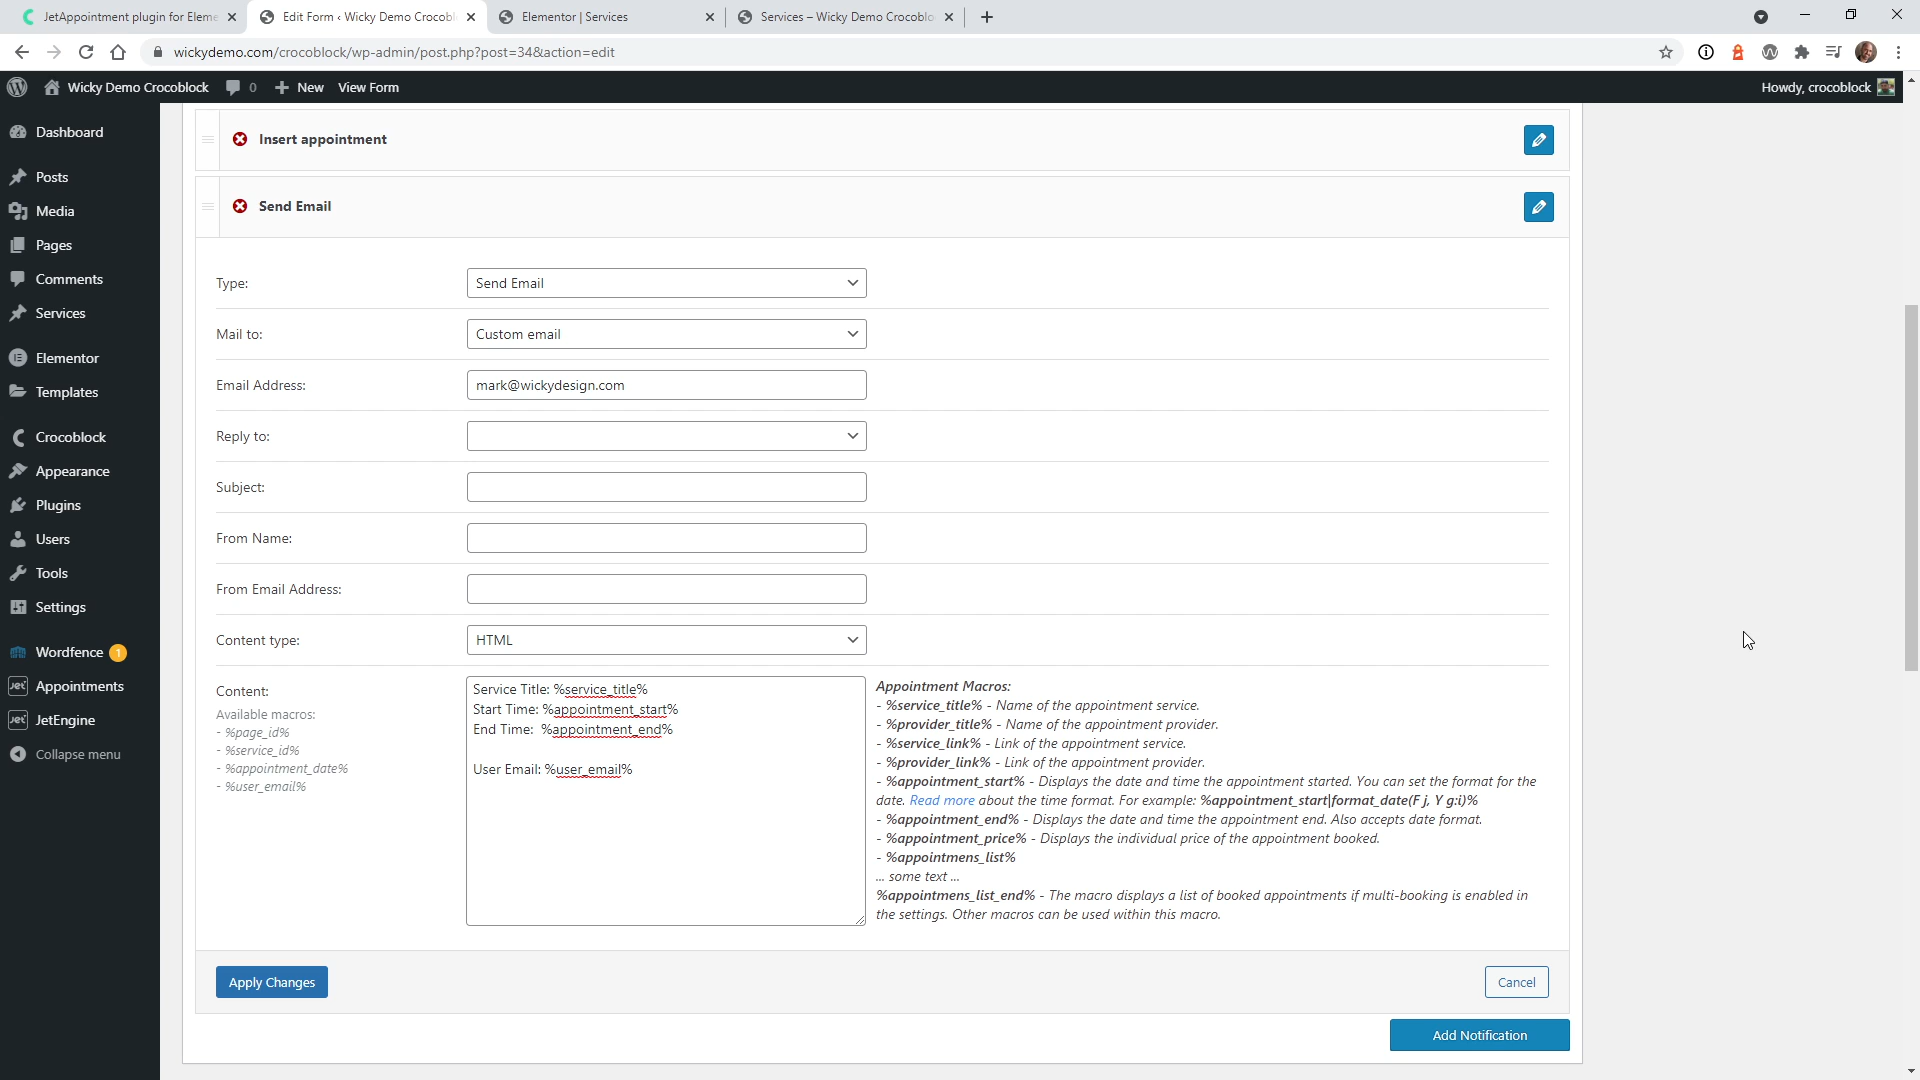 JetAppointment plugin for Eleme
Edit Form ‹ Wicky Demo Crocobl
Elementor | Services
Services – Wicky Demo Crocoblo
wickydemo.com/crocoblock/wp-admin/post.php?post=34&action=edit
Wicky Demo Crocoblock
0
New
View Form
Howdy, crocoblock
Dashboard
Posts
Media
Pages
Comments
Services
Elementor
Templates
Crocoblock
Appearance
Plugins
Users
Tools
Settings
Wordfence 1
Appointments
JetEngine
Collapse menu
Insert appointment
Send Email
Type:
Send Email
Mail to:
Custom email
Email Address:
mark@wickydesign.com
Reply to:
Subject:
From Name:
From Email Address:
Content type:
HTML
Content:
Available macros:
- %page_id%
- %service_id%
- %appointment_date%
- %user_email%
Service Title: %service_title%
Start Time: %appointment_start%
End Time: %appointment_end%
User Email: %user_email%
Appointment Macros:
- %service_title% - Name of the appointment service.
- %provider_title% - Name of the appointment provider.
- %service_link% - Link of the appointment service.
- %provider_link% - Link of the appointment provider.
- %appointment_start% - Displays the date and time the appointment started. You can set the format for the
date. Read more about the time format. For example: %appointment_start|format_date(F j, Y g:i)%
- %appointment_end% - Displays the date and time the appointment end. Also accepts date format.
- %appointment_price% - Displays the individual price of the appointment booked.
- %appointmens_list%
... some text ...
%appointmens_list_end% - The macro displays a list of booked appointments if multi-booking is enabled in
the settings. Other macros can be used within this macro.
Apply Changes
Cancel
Add Notification